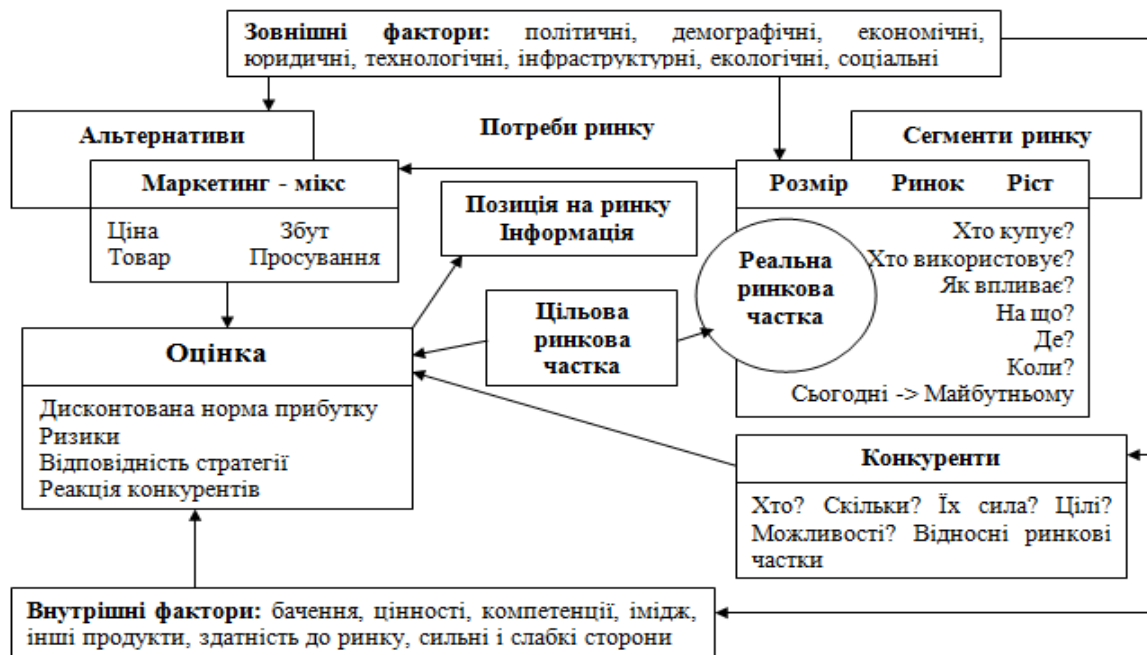 Зовнішні фактори: політичні, демографічні, економічні,
юридичні, технологічні, інфраструктурні, екологічні, соціальні
Альтернативи
Маркетинг - мікс
Ціна Збут
Товар Просування
Потреби ринку
Сегменти ринку
Розмір Ринок Ріст
Хто купує?
Хто використовує?
Як впливає?
На що?
Де?
Коли?
Сьогодні -> Майбутньому
Реальна
ринкова
частка
Позиція на ринку
Інформація
Цільова
ринкова
частка
Оцінка
Дисконтована норма прибутку
Ризики
Відповідність стратегії
Реакція конкурентів
Конкуренти
Хто? Скільки? Їх сила? Цілі?
Можливості? Відносні ринкові
частки
Внутрішні фактори: бачення, цінності, компетенції, імідж,
інші продукти, здатність до ринку, сильні і слабкі сторони